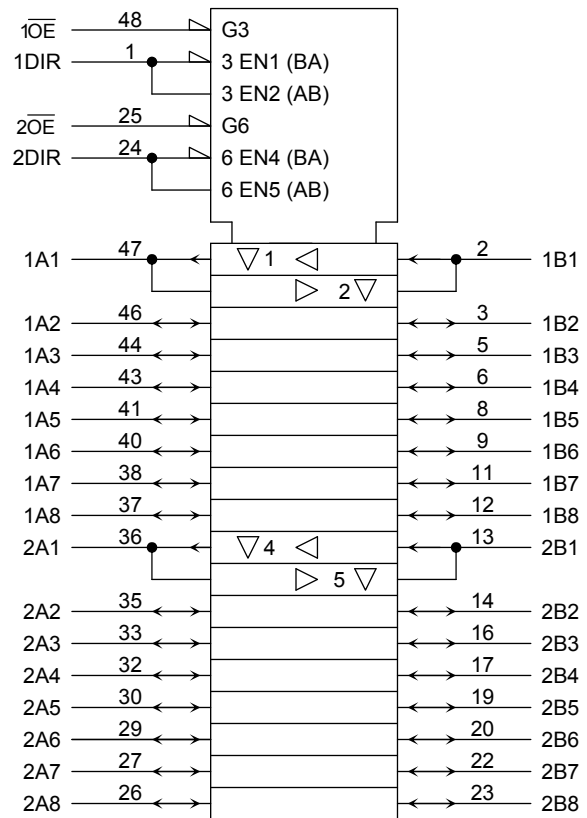 1OE 48 G3
1DIR 1 3 EN1 (BA)
3 EN2 (AB)
2OE 25 G6
2DIR 24 6 EN4 (BA)
6 EN5 (AB)
1A1 47 1 2 1B1
2
1A2 46 3 1B2
1A3 44 5 1B3
1A4 43 6 1B4
1A5 41 8 1B5
1A6 40 9 1B6
1A7 38 11 1B7
1A8 37 12 1B8
2A1 36 4 13 2B1
5
2A2 35 14 2B2
2A3 33 16 2B3
2A4 32 17 2B4
2A5 30 19 2B5
2A6 29 20 2B6
2A7 27 22 2B7
2A8 26 23 2B8